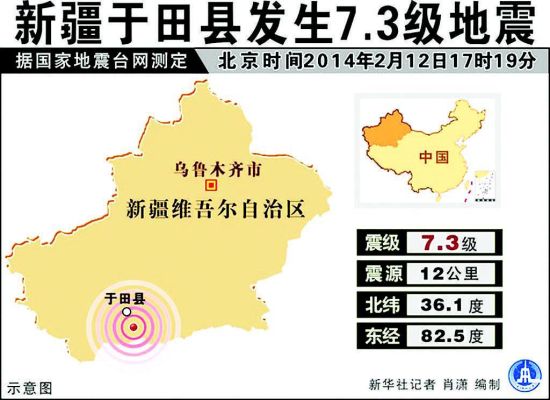 新疆于田县发生7.3级地震
据国家地震台网测定 北京时间2014年2月12日17时19分
乌鲁木齐市
新疆维吾尔自治区
于田县
中国
震级 7.3级
震源 12公里
北纬 36.1度
东经 82.5度
示意图
新华社记者 肖潇 编制